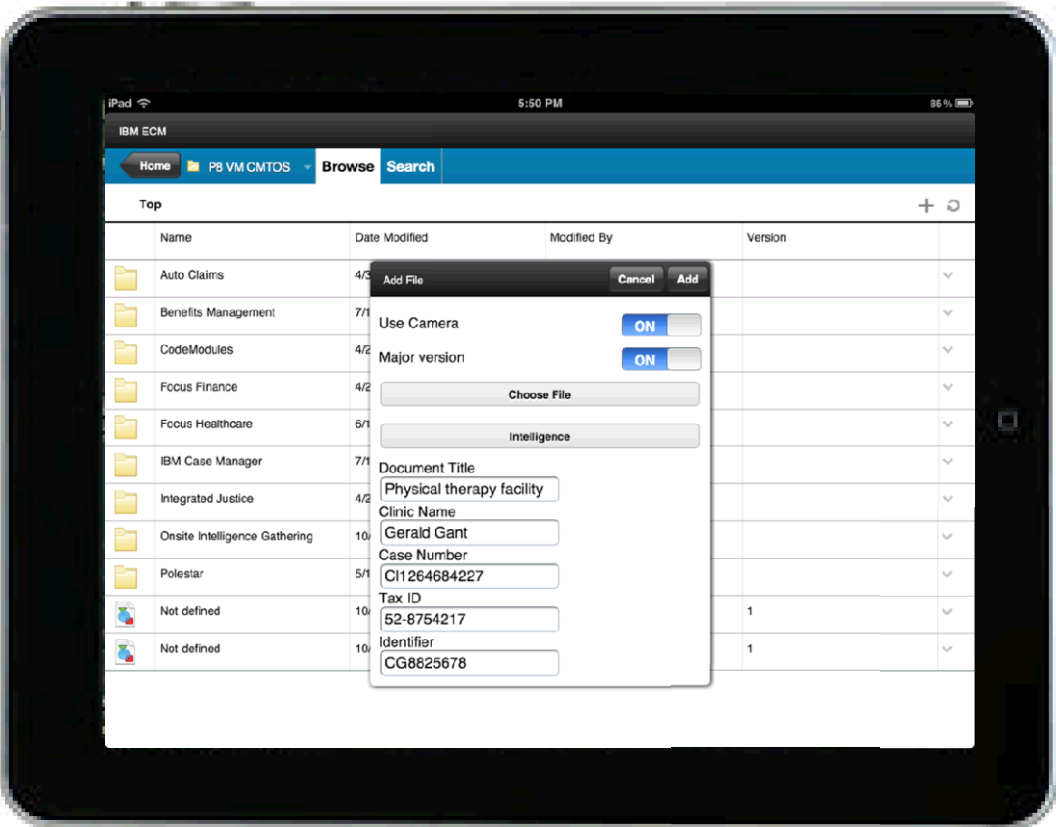 iPad 5:50 PM 86%
IBM ECM
Home P8 VM CMTOS Browse Search
Top
Name Date Modified Modified By Version
Auto Claims 4/3
Add File Cancel Add
Benefits Management 7/1
Use Camera ON
CodeModules 4/2
Major version ON
Focus Finance 4/2
Choose File
Focus Healthcare 6/1
Intelligence
IBM Case Manager 7/1
Document Title
Physical therapy facility
Integrated Justice 4/2
Clinic Name
Gerald Gant
Onsite Intelligence Gathering 10/
Case Number
CI1264684227
Polestar 5/1
Tax ID
52-8754217
Not defined 10/ 1
Identifier
CG8825678
Not defined 10/ 1